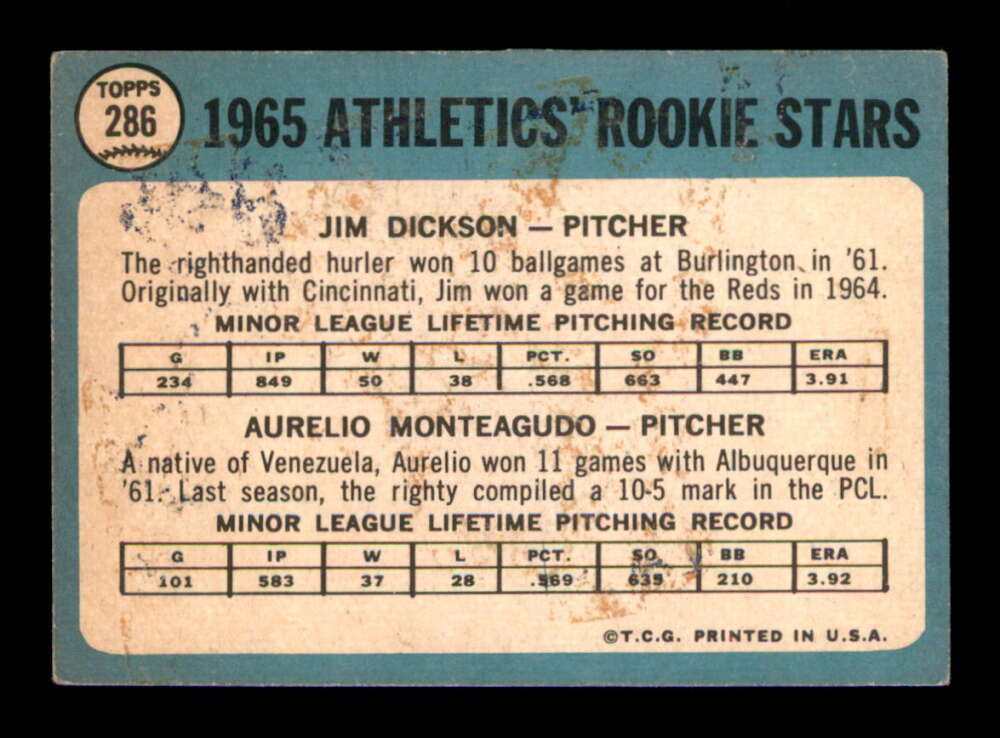 TOPPS
286
1965 ATHLETICS' ROOKIE STARS
JIM DICKSON — PITCHER
The righthanded hurler won 10 ballgames at Burlington in '61.
Originally with Cincinnati, Jim won a game for the Reds in 1964.
MINOR LEAGUE LIFETIME PITCHING RECORD
G IP W L PCT. SO BB ERA
234 849 50 38 .568 663 447 3.91
AURELIO MONTEAGUDO — PITCHER
A native of Venezuela, Aurelio won 11 games with Albuquerque in
'61. Last season, the righty compiled a 10-5 mark in the PCL.
MINOR LEAGUE LIFETIME PITCHING RECORD
G IP W L PCT. SO BB ERA
101 583 37 28 .569 635 210 3.92
©T.C.G. PRINTED IN U.S.A.